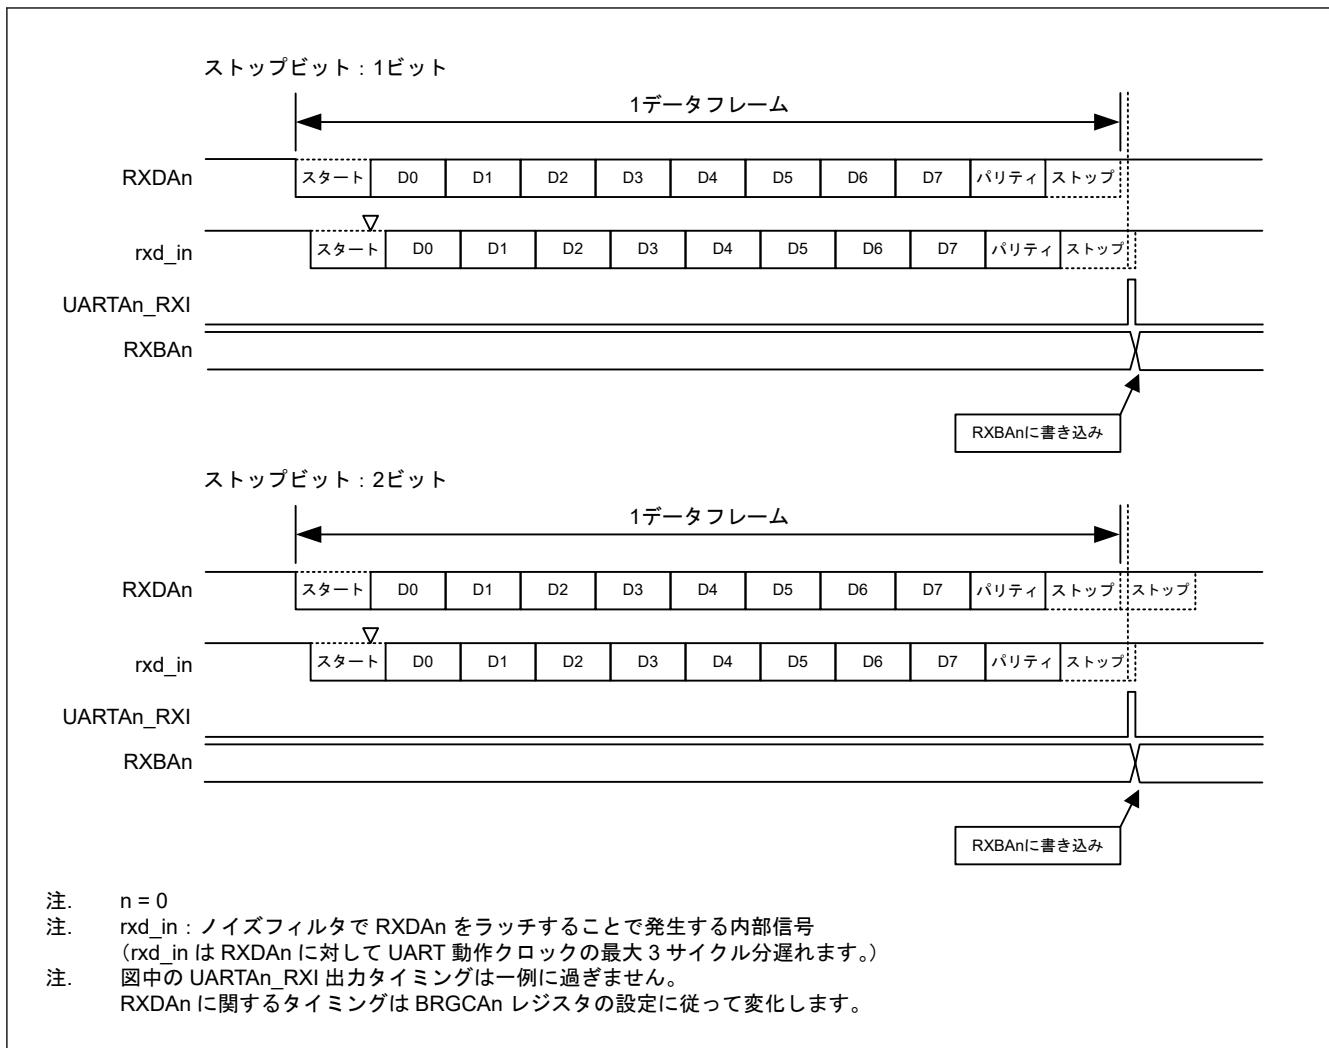 ストップビット：1ビット
1データフレーム
RXDAn スタート D0 D1 D2 D3 D4 D5 D6 D7 パリティ ストップ
rxd_in スタート D0 D1 D2 D3 D4 D5 D6 D7 パリティ ストップ
UARTAn_RXI
RXBAn
RXBAnに書き込み
ストップビット：2ビット
1データフレーム
RXDAn スタート D0 D1 D2 D3 D4 D5 D6 D7 パリティ ストップ ストップ
rxd_in スタート D0 D1 D2 D3 D4 D5 D6 D7 パリティ ストップ
UARTAn_RXI
RXBAn
RXBAnに書き込み
注. n = 0
注. rxd_in：ノイズフィルタで RXDAn をラッチすることで発生する内部信号
（rxd_in は RXDAn に対して UART 動作クロックの最大 3 サイクル分遅れます。）
注. 図中の UARTAn_RXI 出力タイミングは一例に過ぎません。
RXDAn に関するタイミングは BRGCAn レジスタの設定に従って変化します。